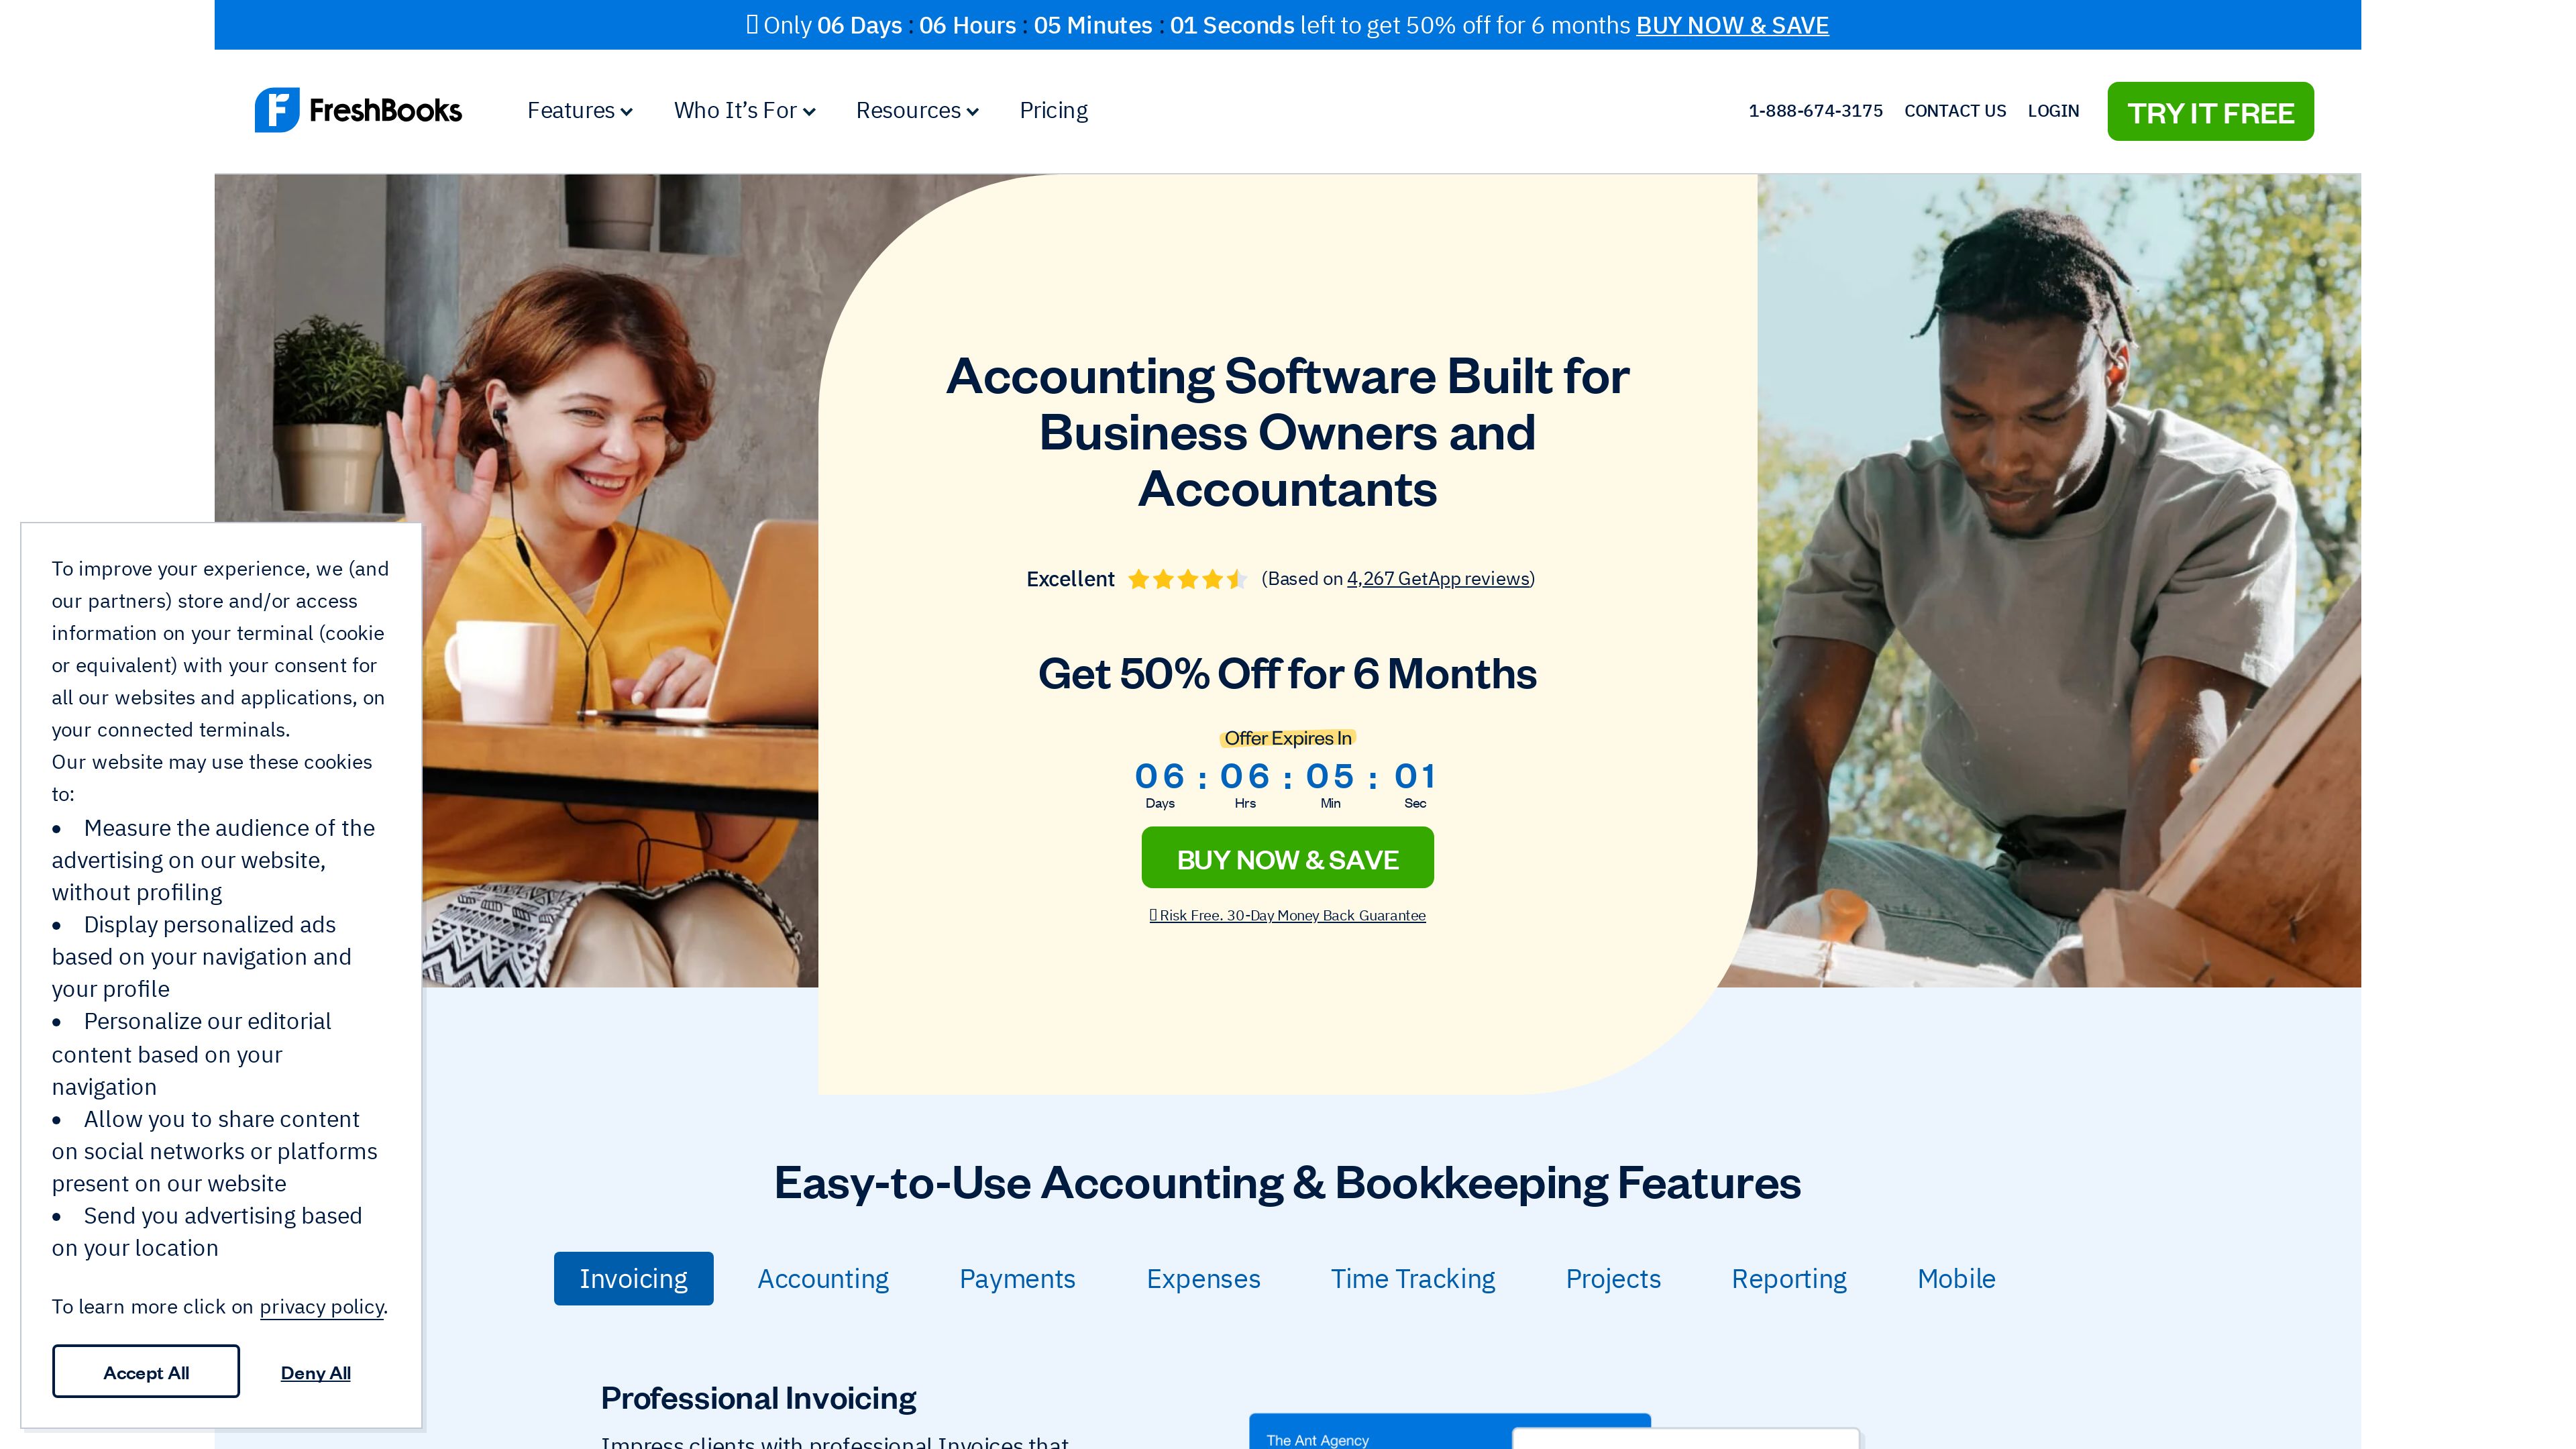 Only 06 Days : 06 Hours : 05 Minutes : 01 Seconds left to get 50% off for 6 months BUY NOW & SAVE
FreshBooks
Features
Who It’s For
Resources
Pricing
1-888-674-3175
CONTACT US
LOGIN
TRY IT FREE
Accounting Software Built for
Business Owners and
Accountants
Excellent (Based on 4,267 GetApp reviews)
Get 50% Off for 6 Months
Offer Expires In
06 : 06 : 05 : 01
Days Hrs Min Sec
BUY NOW & SAVE
Risk Free. 30-Day Money Back Guarantee
To improve your experience, we (and
our partners) store and/or access
information on your terminal (cookie
or equivalent) with your consent for
all our websites and applications, on
your connected terminals.
Our website may use these cookies
to:
• Measure the audience of the
advertising on our website,
without profiling
• Display personalized ads
based on your navigation and
your profile
• Personalize our editorial
content based on your
navigation
• Allow you to share content
on social networks or platforms
present on our website
• Send you advertising based
on your location
To learn more click on privacy policy.
Accept All
Deny All
Easy-to-Use Accounting & Bookkeeping Features
Invoicing
Accounting
Payments
Expenses
Time Tracking
Projects
Reporting
Mobile
Professional Invoicing
Impress clients with professional Invoices that
The Ant Agency